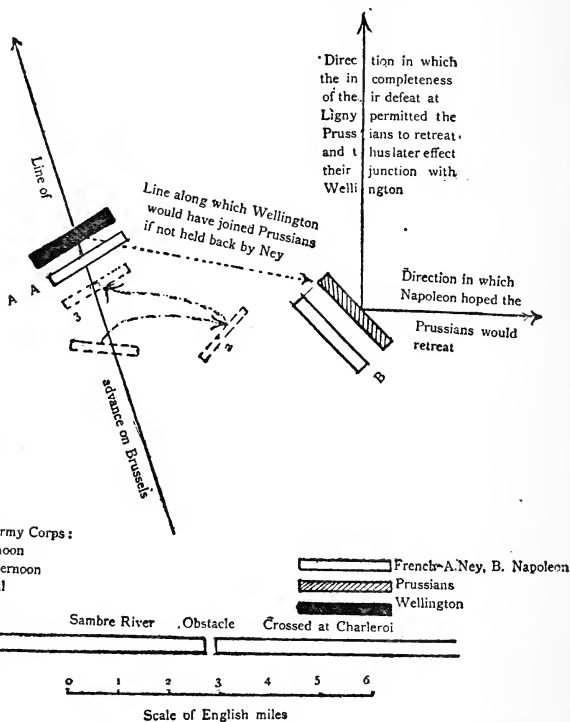 Direc tion in which
the in completeness
of the ir defeat at
Ligny permitted the
Pruss ians to retreat
and t hus later effect
their junction with
Welli ngton
Line of
Line along which Wellington
would have joined Prussians
if not held back by Ney
A A
3
2
B
Direction in which
Napoleon hoped the
Prussians would
retreat
advance on Brussels
rmy Corps:
noon
ernoon
l
French-A.Ney, B. Napoleon
Prussians
Wellington
Sambre River Obstacle Crossed at Charleroi
0 1 2 3 4 5 6
Scale of English miles